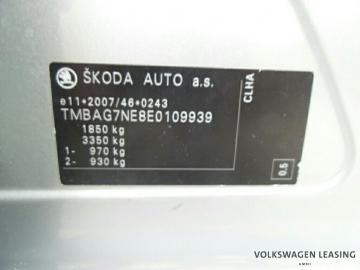 ŠKODA AUTO a.s.
e11*2007/46*0243
TMBAG7NE8E0109939
1850 kg
3350 kg
1- 970 kg
2- 930 kg
CLHA
0.5
VOLKSWAGEN LEASING
GMBH